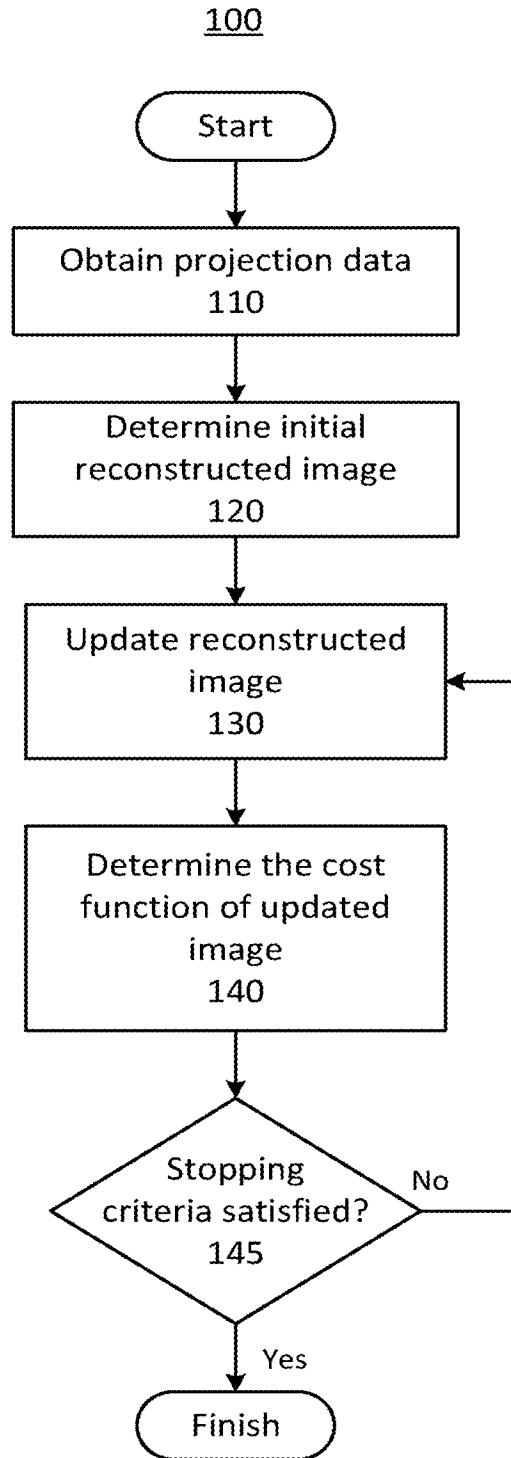 100
Start
Obtain projection data
110
Determine initial
reconstructed image
120
Update reconstructed
image
130
Determine the cost
function of updated
image
140
Stopping
criteria satisfied?
145
No
Yes
Finish